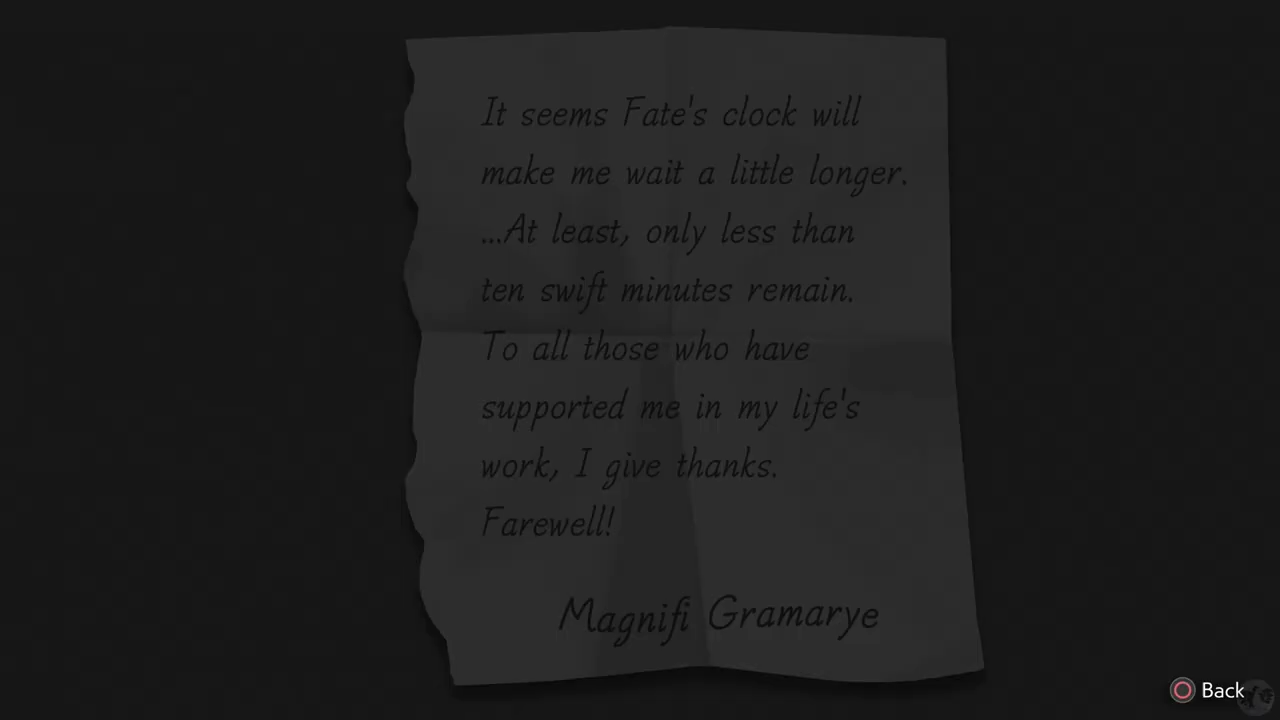 It seems Fate's clock will
make me wait a little longer.
...At least, only less than
ten swift minutes remain.
To all those who have
supported me in my life's
work, I give thanks.
Farewell!
Magnifi Gramarye
Back